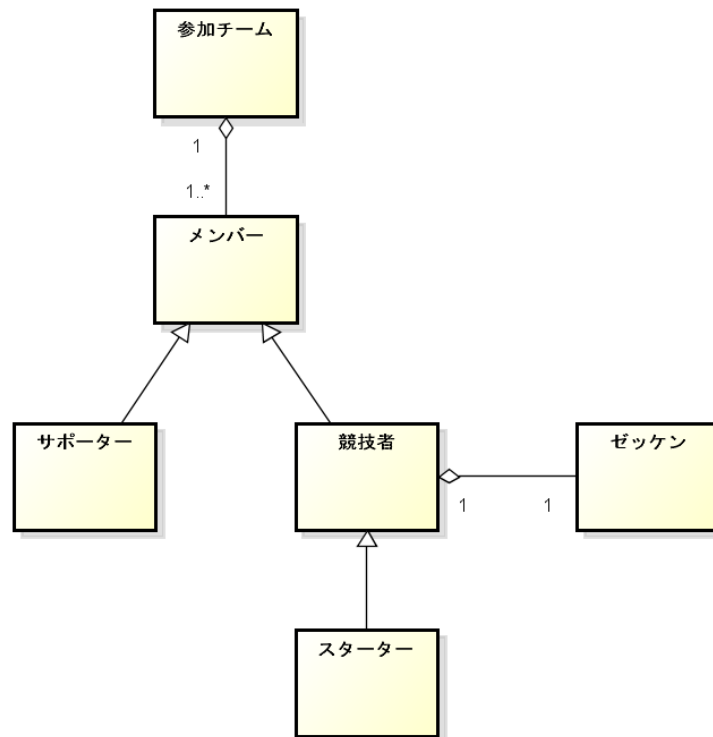 参加チーム
1
1..*
メンバー
サポーター
競技者
ゼッケン
1
1
スターター